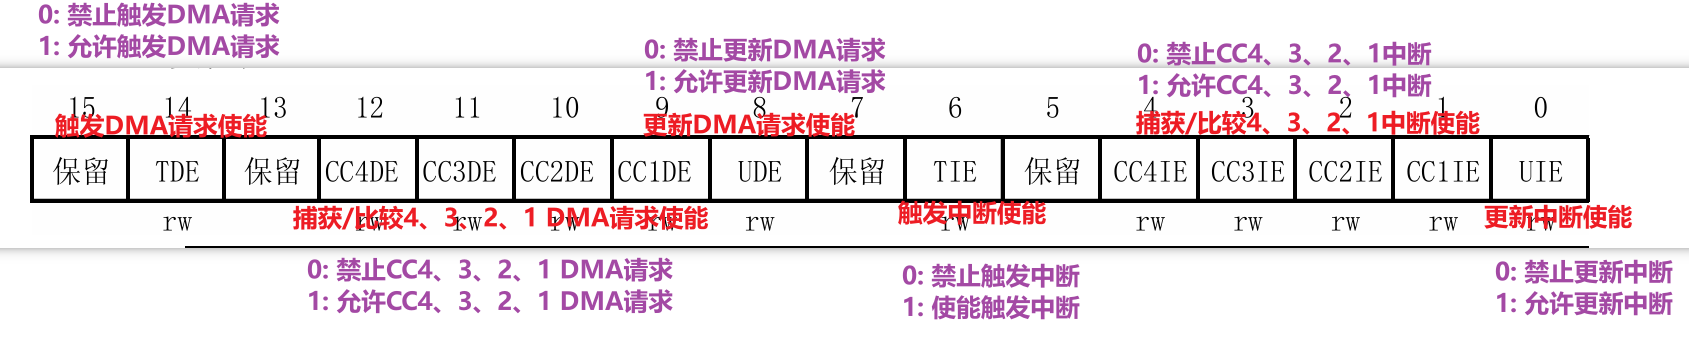 0: 禁止触发DMA请求
1: 允许触发DMA请求
0: 禁止更新DMA请求
1: 允许更新DMA请求
0: 禁止CC4、3、2、1中断
1: 允许CC4、3、2、1中断
15 14 13 12 11 10 9 8 7 6 5 4 3 2 1 0
触发DMA请求使能
更新DMA请求使能
捕获/比较4、3、2、1中断使能
保留 TDE 保留 CC4DE CC3DE CC2DE CC1DE UDE 保留 TIE 保留 CC4IE CC3IE CC2IE CC1IE UIE
rw rw rw rw rw rw rw rw rw rw rw rw
捕获/比较4、3、2、1 DMA请求使能
触发中断使能
更新中断使能
0: 禁止CC4、3、2、1 DMA请求
1: 允许CC4、3、2、1 DMA请求
0: 禁止触发中断
1: 使能触发中断
0: 禁止更新中断
1: 允许更新中断